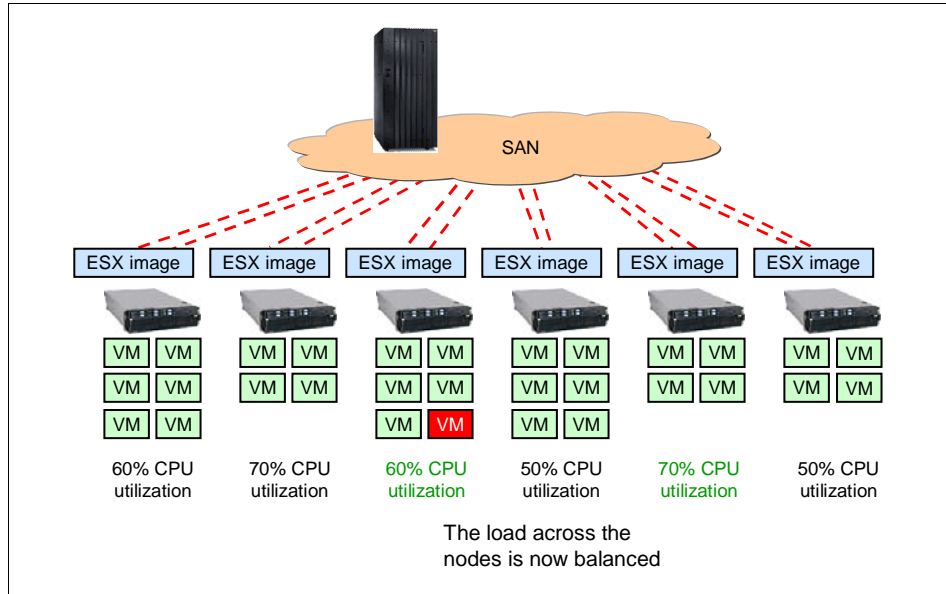 SAN
ESX image ESX image ESX image ESX image ESX image ESX image
VM VM VM VM VM VM VM VM VM VM VM VM
VM VM VM VM VM VM VM VM VM VM VM VM
VM VM VM VM VM VM
60% CPU 70% CPU 60% CPU 50% CPU 70% CPU 50% CPU
utilization utilization utilization utilization utilization utilization
The load across the
nodes is now balanced